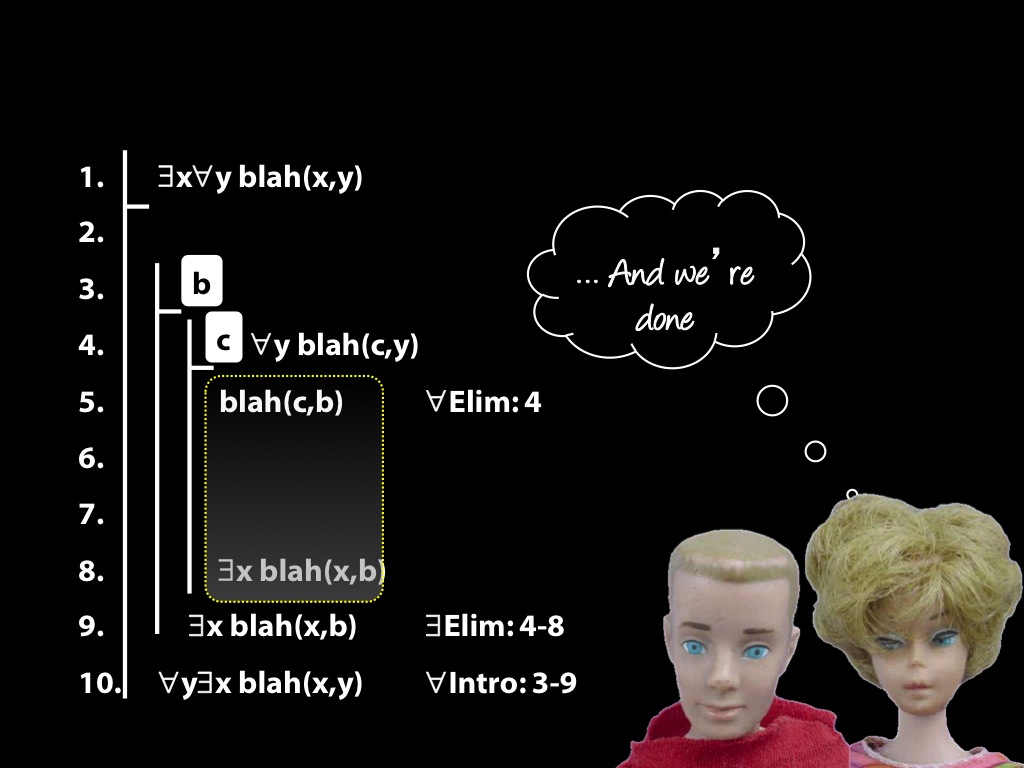 1. ∃x∀y blah(x,y)
2.
3. b
4. c ∀y blah(c,y)
5. blah(c,b) ∀Elim: 4
6.
7.
8. ∃x blah(x,b)
9. ∃x blah(x,b) ∃Elim: 4-8
10. ∀y∃x blah(x,y) ∀Intro: 3-9
... And we’re
done